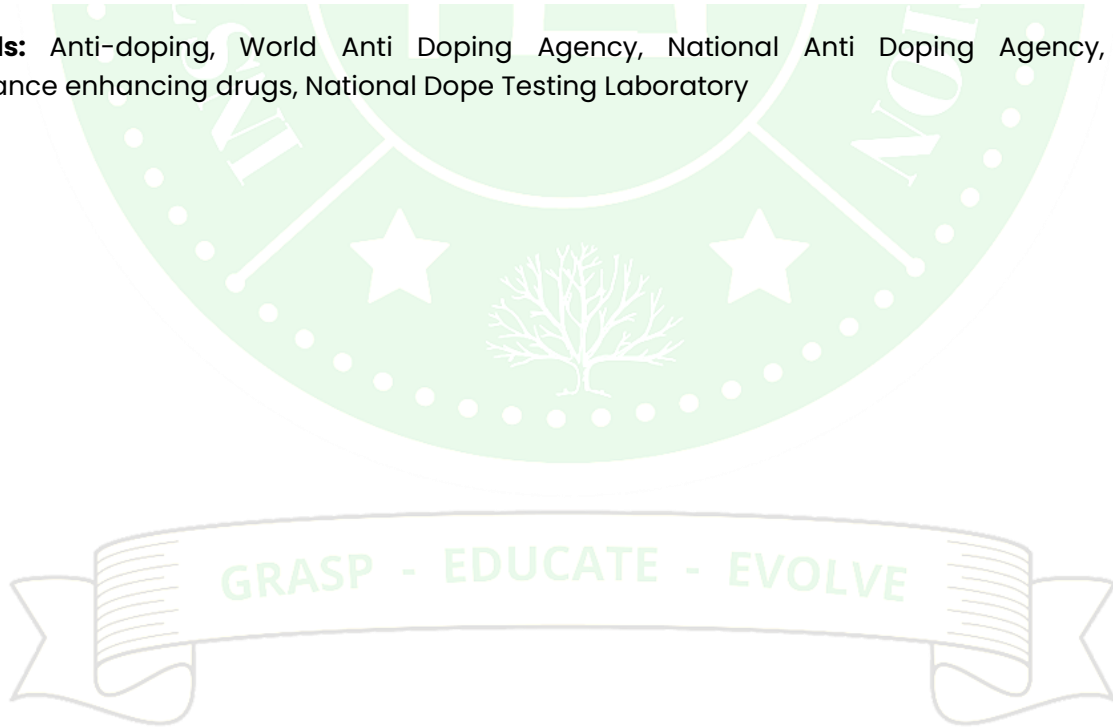 ds: Anti-doping, World Anti Doping Agency, National Anti Doping Agency,
ance enhancing drugs, National Dope Testing Laboratory
GRASP - EDUCATE - EVOLVE